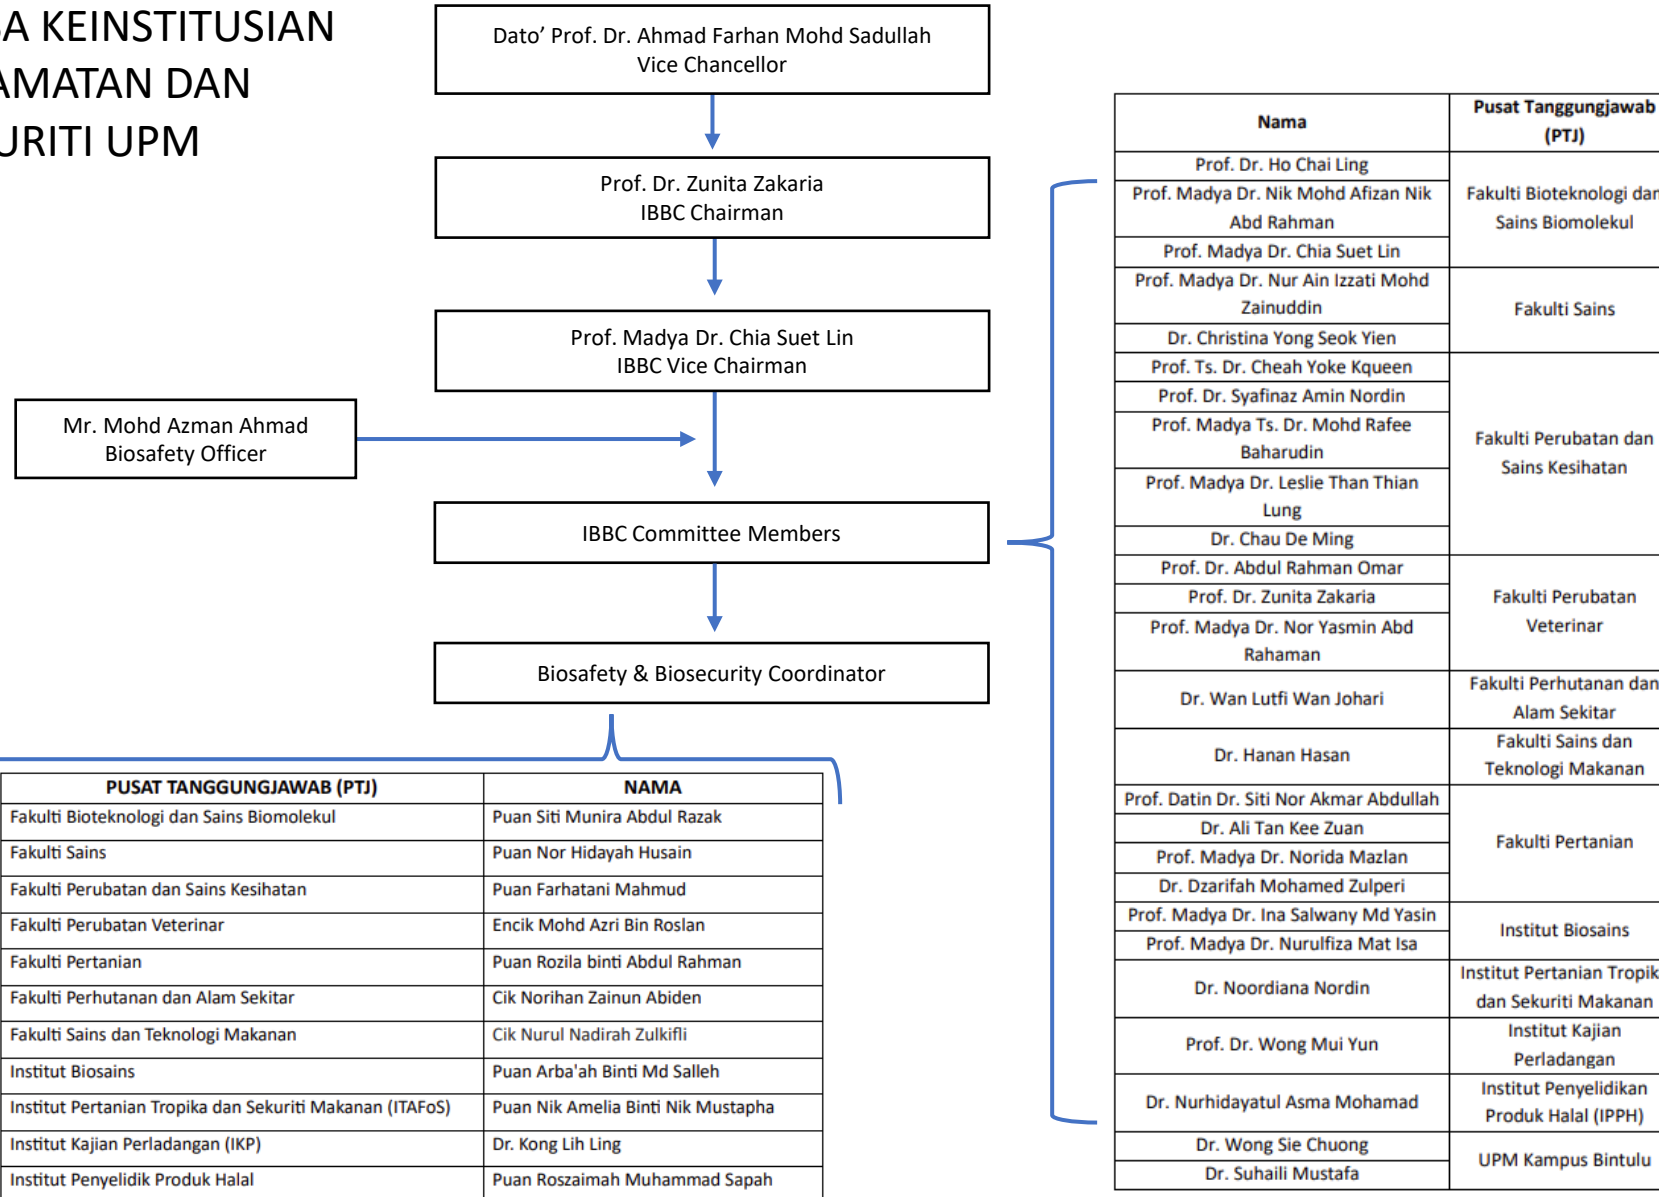 KEINSTITUSIAN
DAN
UPM
Dato' Prof. Dr. Ahmad Farhan Mohd Sadullah
Vice Chancellor
Prof. Dr. Zunita Zakaria
IBBC Chairman
Prof. Madya Dr. Chia Suet Lin
IBBC Vice Chairman
Mr. Mohd Azman Ahmad
Biosafety Officer
IBBC Committee Members
Biosafety & Biosecurity Coordinator
PUSAT TANGGUNGJAWAB (PTJ) NAMA
Fakulti Bioteknologi dan Sains Biomolekul Puan Siti Munira Abdul Razak
Fakulti Sains Puan Nor Hidayah Husain
Fakulti Perubatan dan Sains Kesihatan Puan Farhatani Mahmud
Fakulti Perubatan Veterinar Encik Mohd Azri Bin Roslan
Fakulti Pertanian Puan Rozila binti Abdul Rahman
Fakulti Perhutanan dan Alam Sekitar Cik Norihan Zainun Abiden
Fakulti Sains dan Teknologi Makanan Cik Nurul Nadirah Zulkifli
Institut Biosains Puan Arba'ah Binti Md Salleh
Institut Pertanian Tropika dan Sekuriti Makanan (ITAFoS) Puan Nik Amelia Binti Nik Mustapha
Institut Kajian Perladangan (IKP) Dr. Kong Lih Ling
Institut Penyelidik Produk Halal Puan Roszaimah Muhammad Sapah
Nama
Pusat Tanggungjawab
(PTJ)
Prof. Dr. Ho Chai Ling
Prof. Madya Dr. Nik Mohd Afizan Nik
Abd Rahman
Prof. Madya Dr. Chia Suet Lin
Fakulti Bioteknologi dan
Sains Biomolekul
Prof. Madya Dr. Nur Ain Izzati Mohd
Zainuddin
Dr. Christina Yong Seok Yien
Fakulti Sains
Prof. Ts. Dr. Cheah Yoke Kqueen
Prof. Dr. Syafinaz Amin Nordin
Prof. Madya Ts. Dr. Mohd Rafee
Baharudin
Prof. Madya Dr. Leslie Than Thian
Lung
Dr. Chau De Ming
Fakulti Perubatan dan
Sains Kesihatan
Prof. Dr. Abdul Rahman Omar
Prof. Dr. Zunita Zakaria
Prof. Madya Dr. Nor Yasmin Abd
Rahaman
Fakulti Perubatan
Veterinar
Dr. Wan Lutfi Wan Johari
Fakulti Perhutanan dan
Alam Sekitar
Dr. Hanan Hasan
Fakulti Sains dan
Teknologi Makanan
Prof. Datin Dr. Siti Nor Akmar Abdullah
Dr. Ali Tan Kee Zuan
Prof. Madya Dr. Norida Mazlan
Dr. Dzarifah Mohamed Zulperi
Fakulti Pertanian
Prof. Madya Dr. Ina Salwany Md Yasin
Prof. Madya Dr. Nurulfiza Mat Isa
Institut Biosains
Dr. Noordiana Nordin
Institut Pertanian Tropik
dan Sekuriti Makanan
Prof. Dr. Wong Mui Yun
Institut Kajian
Perladangan
Dr. Nurhidayatul Asma Mohamad
Institut Penyelidikan
Produk Halal (IPPH)
Dr. Wong Sie Chuong
Dr. Suhaili Mustafa
UPM Kampus Bintulu